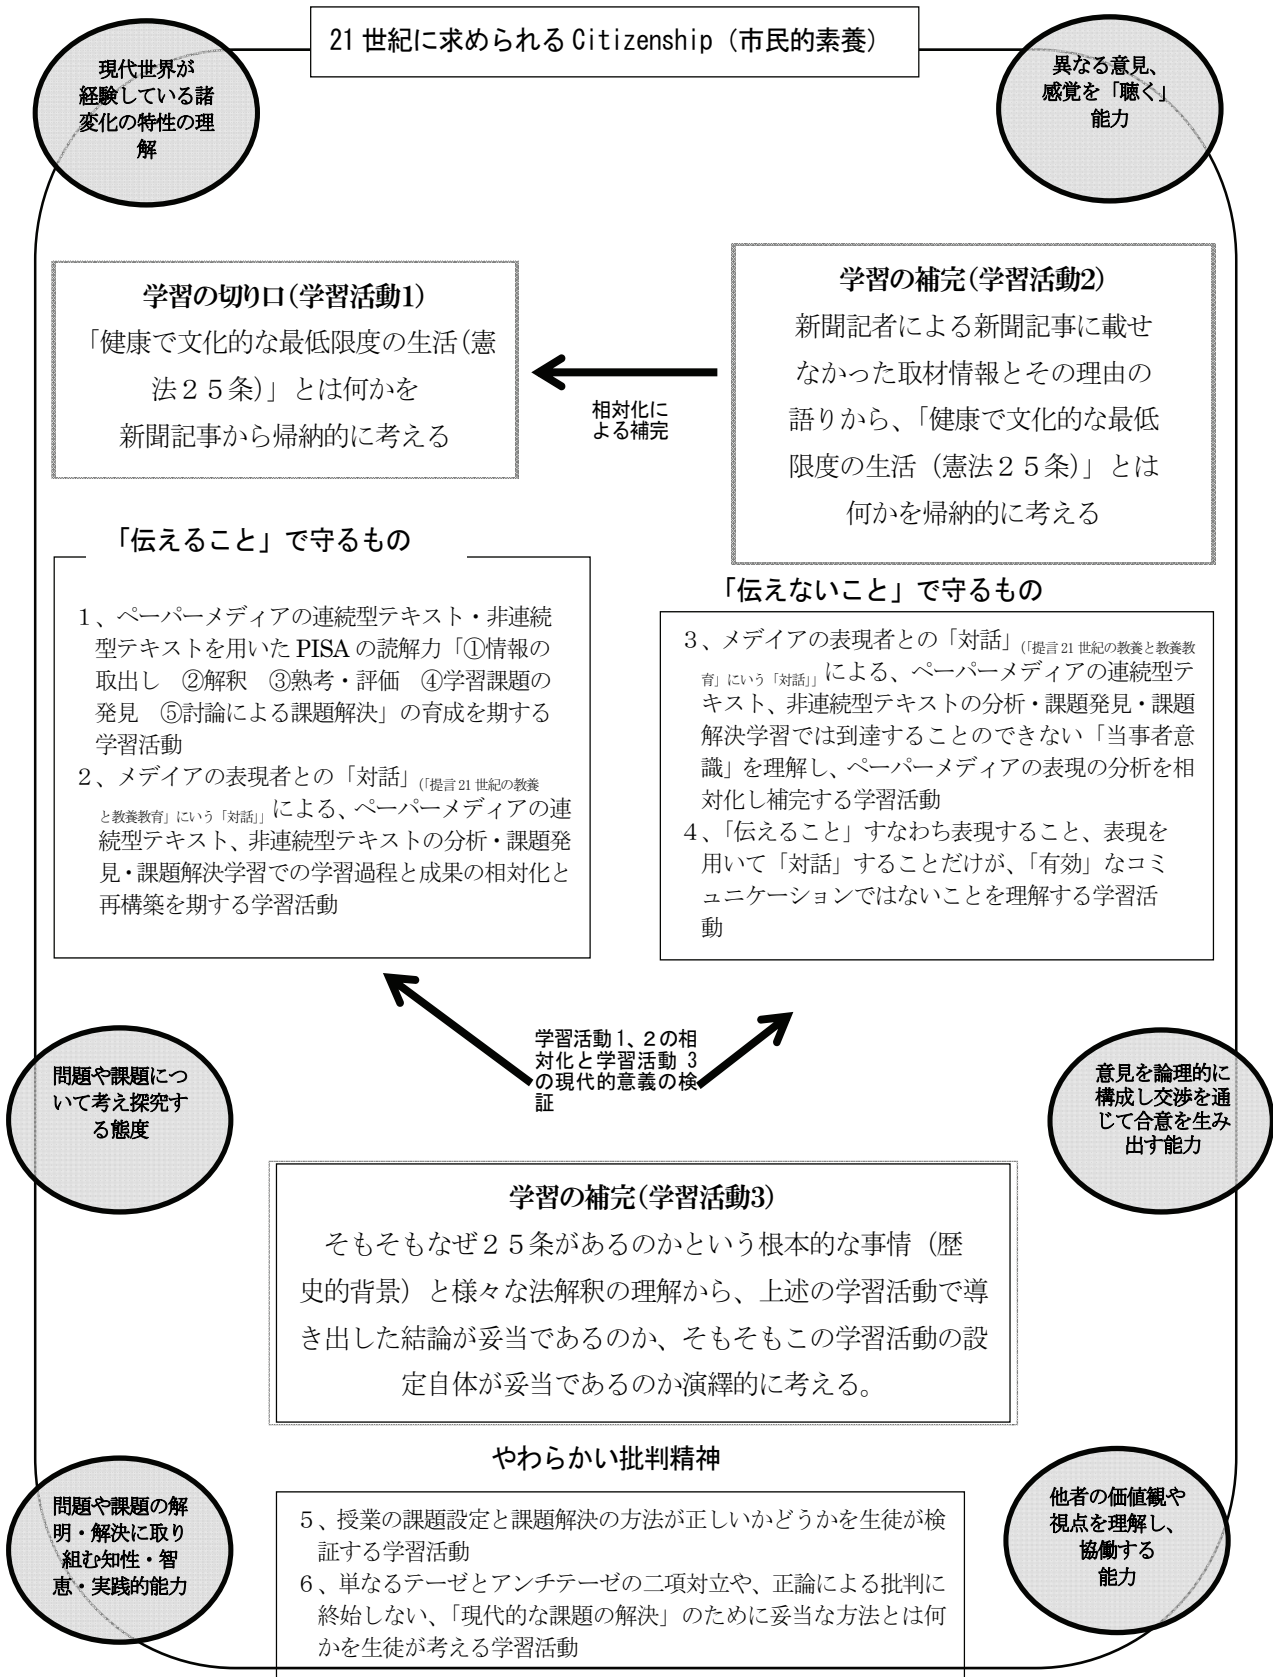 21世紀に求められるCitizenship（市民的素養）
現代世界が
経験している諸
変化の特性の理
解
異なる意見、
感覚を「聴く」
能力
学習の切り口(学習活動1)
「健康で文化的な最低限度の生活(憲
法２５条)」とは何かを
新聞記事から帰納的に考える
相対化に
よる補完
学習の補完(学習活動2)
新聞記者による新聞記事に載せ
なかった取材情報とその理由の
語りから、「健康で文化的な最低
限度の生活（憲法２５条)」とは
何かを帰納的に考える
「伝えること」で守るもの
１、ペーパーメディアの連続型テキスト・非連続
型テキストを用いた PISA の読解力「①情報の
取出し　②解釈　③熟考・評価　④学習課題の
発見　⑤討論による課題解決」の育成を期する
学習活動
２、メデイアの表現者との「対話」(「提言 21 世紀の教養
と教養教育」にいう「対話」」による、ペーパーメディアの連
続型テキスト、非連続型テキストの分析・課題発
見・課題解決学習での学習過程と成果の相対化と
再構築を期する学習活動
「伝えないこと」で守るもの
３、メデイアの表現者との「対話」(「提言 21 世紀の教養と教養教
育」にいう「対話」」による、ペーパーメディアの連続型テ
キスト、非連続型テキストの分析・課題発見・課題
解決学習では到達することのできない「当事者意
識」を理解し、ペーパーメディアの表現の分析を相
対化し補完する学習活動
４、「伝えること」すなわち表現すること、表現を
用いて「対話」することだけが、「有効」なコミ
ュニケーションではないことを理解する学習活
動
学習活動１、２の相
対化と学習活動 3
の現代的意義の検
証
問題や課題につ
いて考え探究す
る態度
意見を論理的に
構成し交渉を通
じて合意を生み
出す能力
学習の補完(学習活動3)
そもそもなぜ２５条があるのかという根本的な事情（歴
史的背景）と様々な法解釈の理解から、上述の学習活動で導
き出した結論が妥当であるのか、そもそもこの学習活動の設
定自体が妥当であるのか演繹的に考える。
やわらかい批判精神
５、授業の課題設定と課題解決の方法が正しいかどうかを生徒が検
証する学習活動
６、単なるテーゼとアンチテーゼの二項対立や、正論による批判に
終始しない、「現代的な課題の解決」のために妥当な方法とは何
かを生徒が考える学習活動
問題や課題の解
明・解決に取り
組む知性・智
恵・実践的能力
他者の価値観や
視点を理解し、
協働する
能力